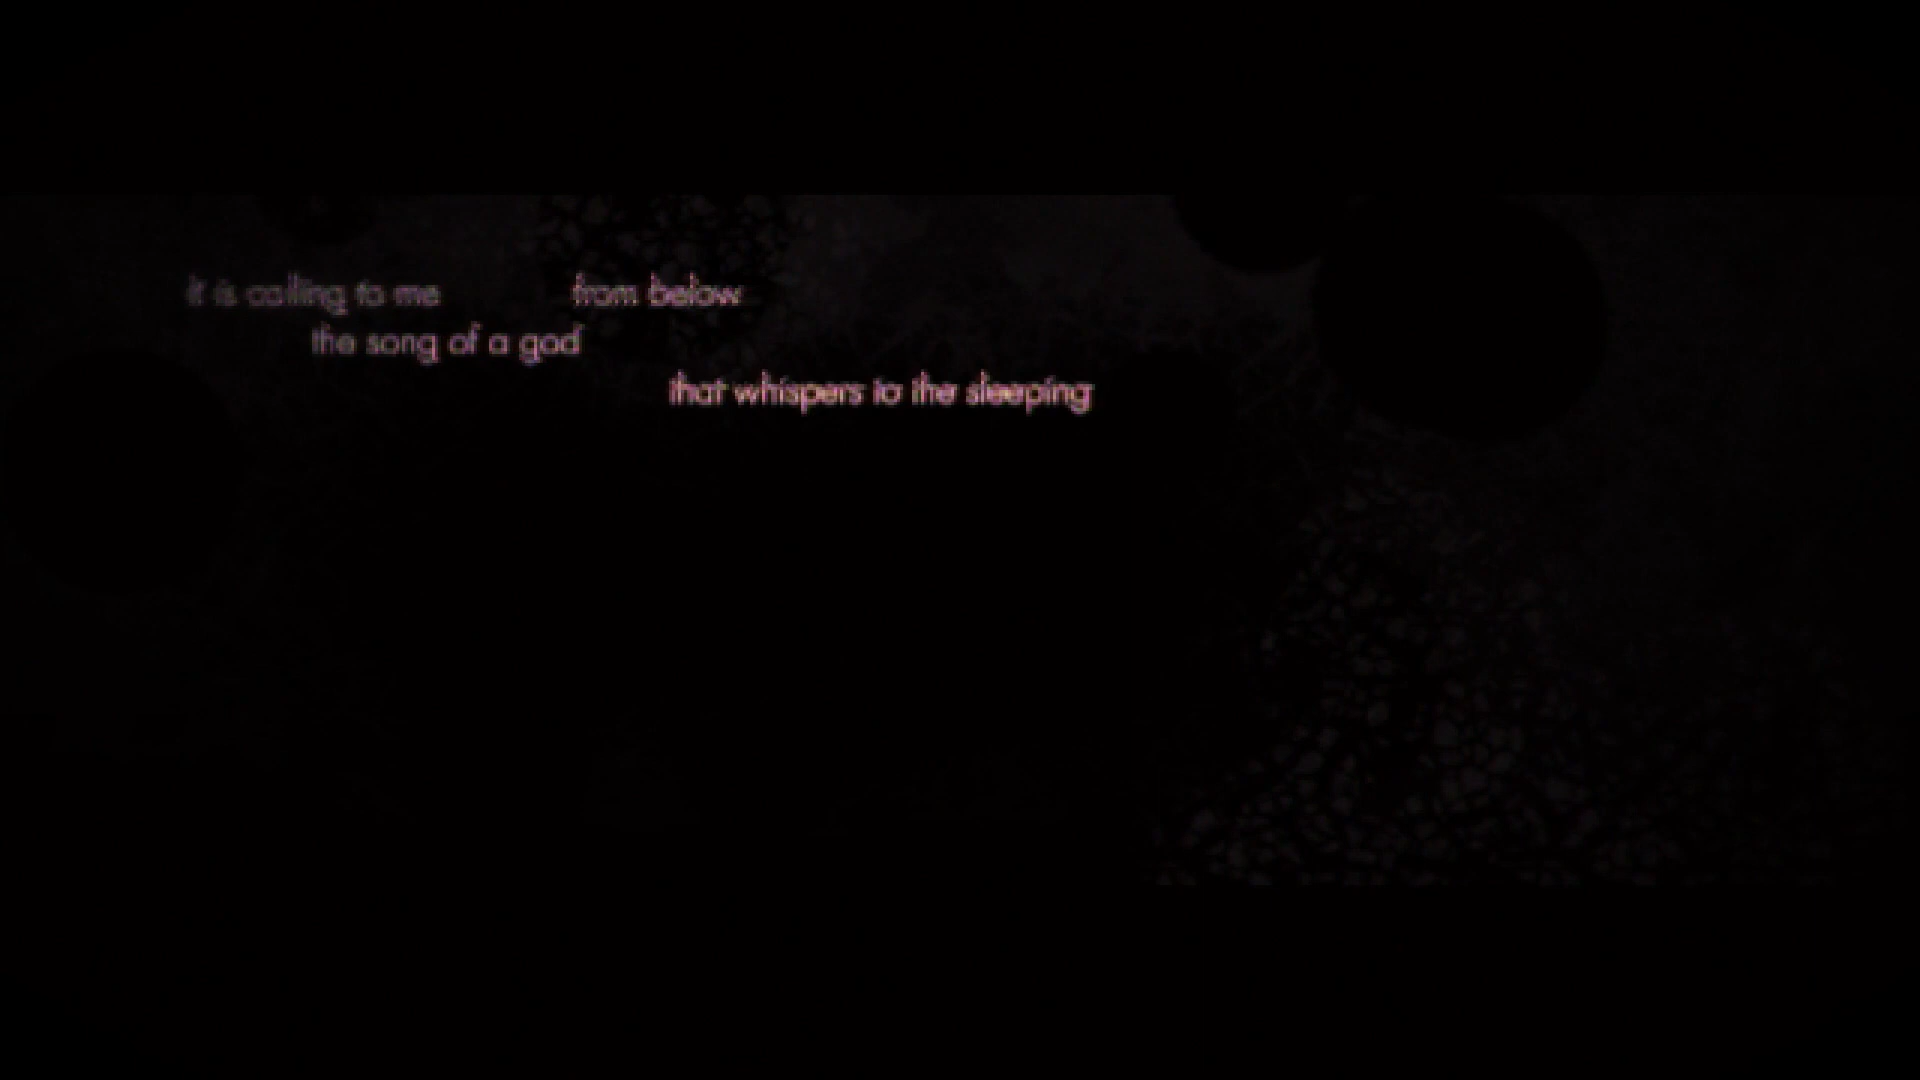 it is calling to me from below
the song of a god
that whispers to the sleeping